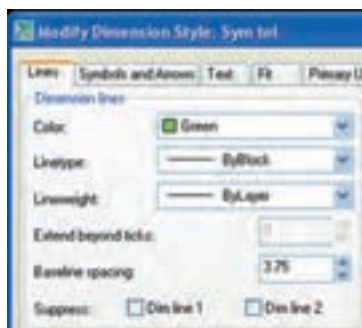 Modify Dimension Style: Sym tol
Lines Symbols and Arrows Text Fit Primary U
Dimension lines
Color: Green
Linetype: ByBlock
Lineweight: ByLayer
Extend beyond ticks:
Baseline spacing: 3.75
Suppress: Dim line 1 Dim line 2